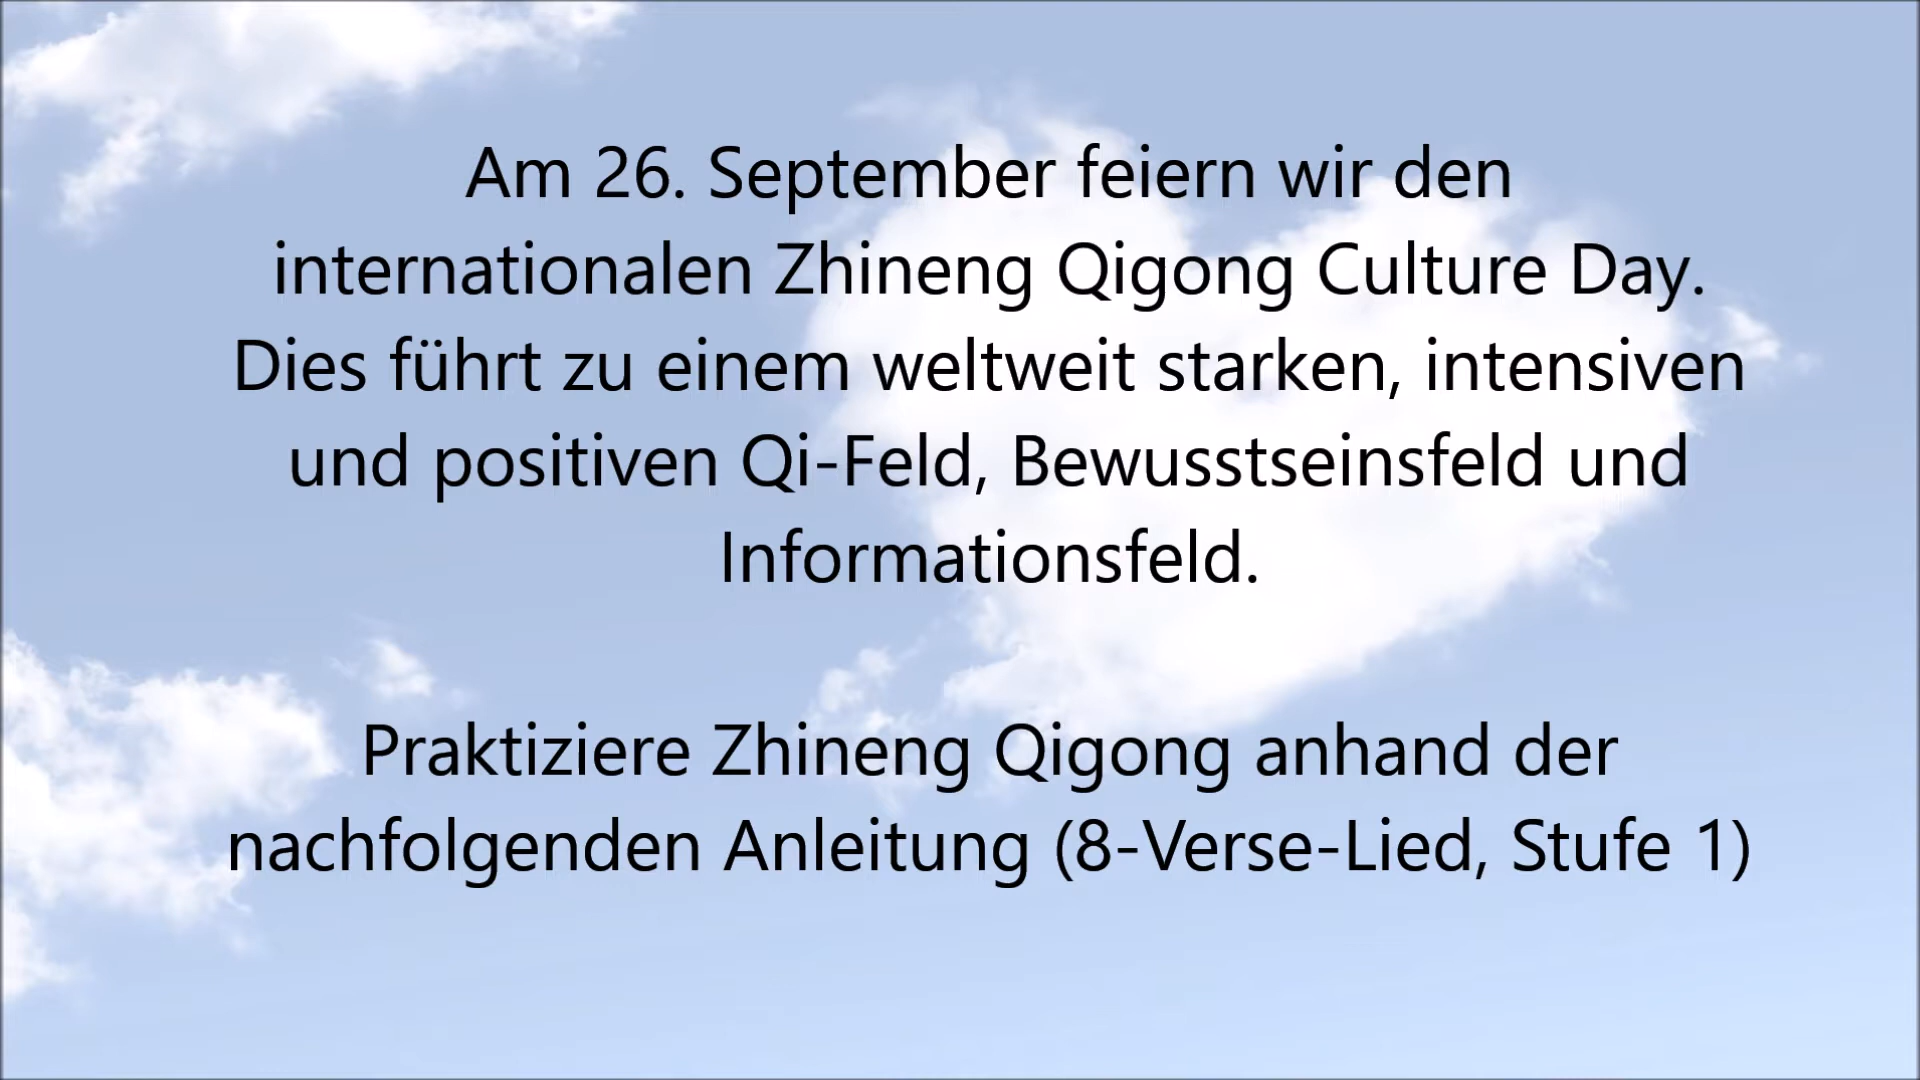 Am 26. September feiern wir den
internationalen Zhineng Qigong Culture Day.
Dies führt zu einem weltweit starken, intensiven
und positiven Qi-Feld, Bewusstseinsfeld und
Informationsfeld.
Praktiziere Zhineng Qigong anhand der
nachfolgenden Anleitung (8-Verse-Lied, Stufe 1)